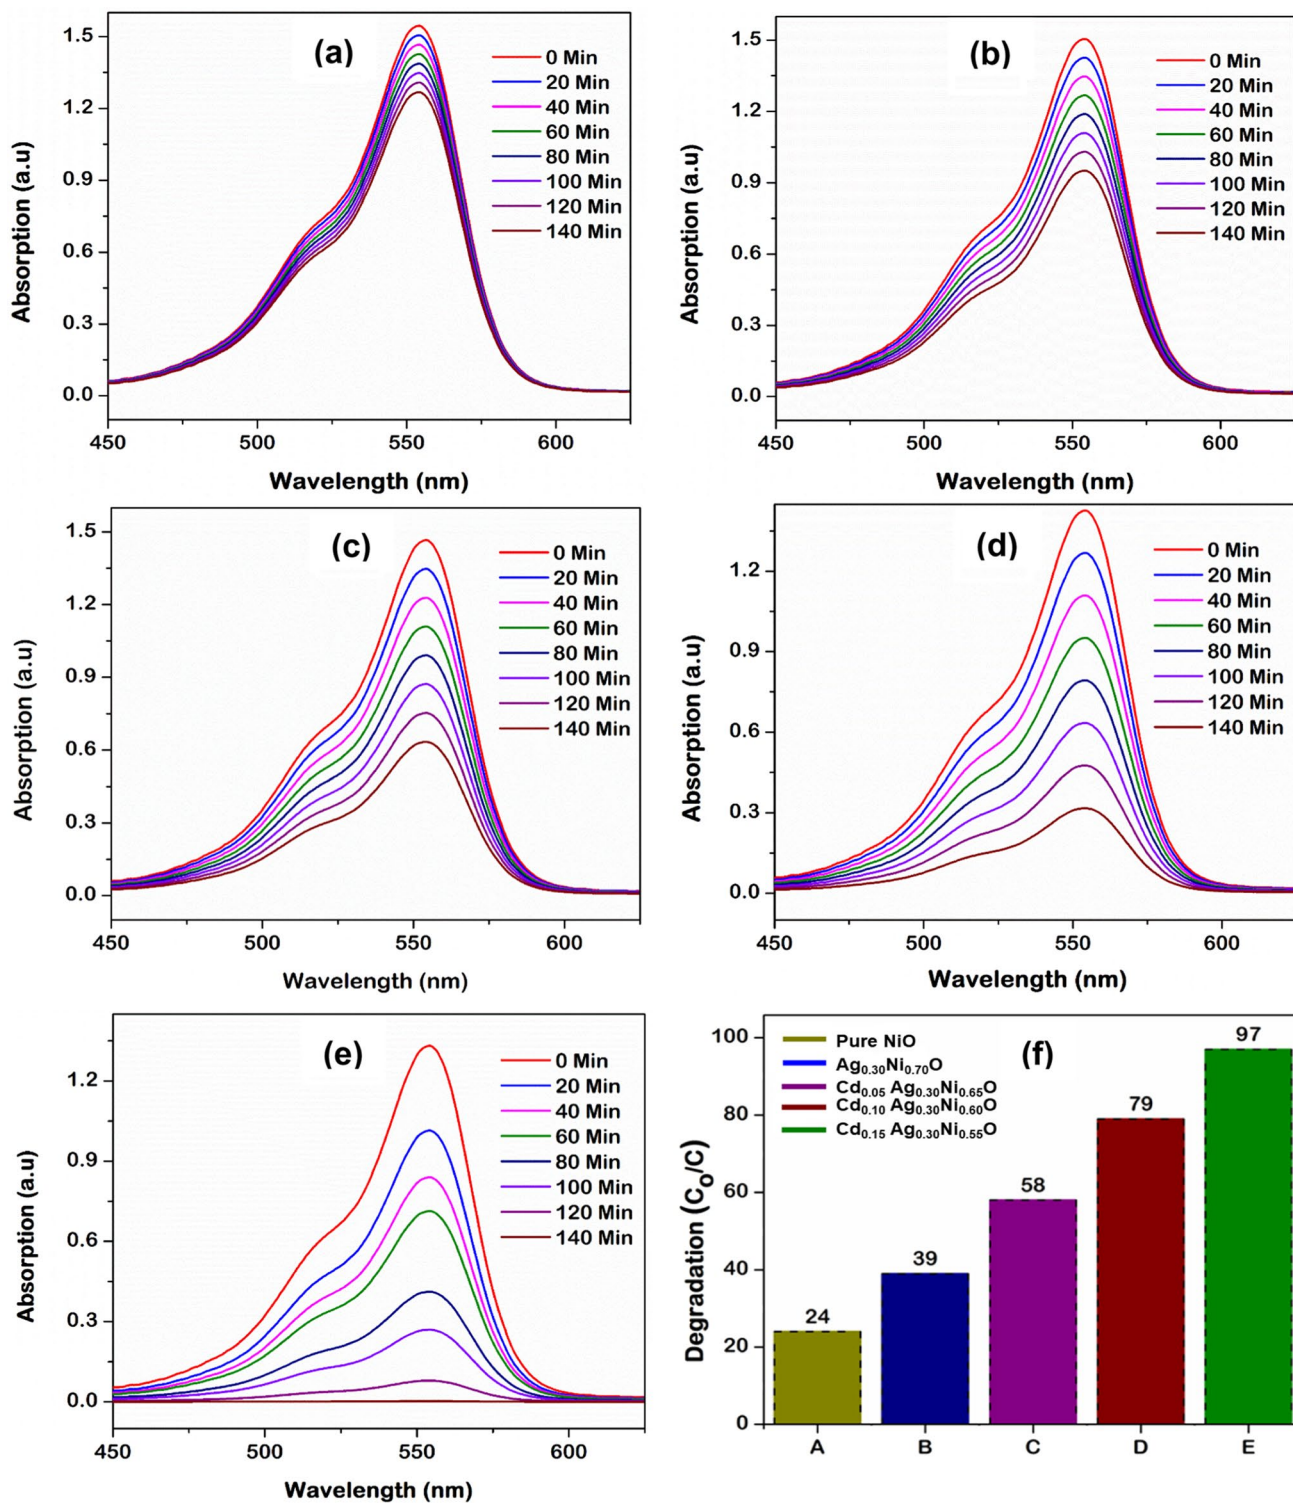 (a)
0 Min
20 Min
40 Min
60 Min
80 Min
100 Min
120 Min
140 Min
1.5
1.2
0.9
0.6
0.3
0.0
Absorption (a.u)
450
500
550
600
Wavelength (nm)
(b)
0 Min
20 Min
40 Min
60 Min
80 Min
100 Min
120 Min
140 Min
1.5
1.2
0.9
0.6
0.3
0.0
Absorption (a.u)
450
500
550
600
Wavelength (nm)
(c)
0 Min
20 Min
40 Min
60 Min
80 Min
100 Min
120 Min
140 Min
1.5
1.2
0.9
0.6
0.3
0.0
Absorption (a.u)
450
500
550
600
Wavelength (nm)
(d)
0 Min
20 Min
40 Min
60 Min
80 Min
100 Min
120 Min
140 Min
1.2
0.9
0.6
0.3
0.0
Absorption (a.u)
450
500
550
600
Wavelength (nm)
(e)
0 Min
20 Min
40 Min
60 Min
80 Min
100 Min
120 Min
140 Min
1.2
0.9
0.6
0.3
0.0
Absorption (a.u)
450
500
550
600
Wavelength (nm)
(f)
Pure NiO
Ag0.30Ni0.70O
Cd0.05 Ag0.30Ni0.65O
Cd0.10 Ag0.30Ni0.60O
Cd0.15 Ag0.30Ni0.55O
24
39
58
79
97
100
80
60
40
20
0
Degradation (CO/C)
A
B
C
D
E